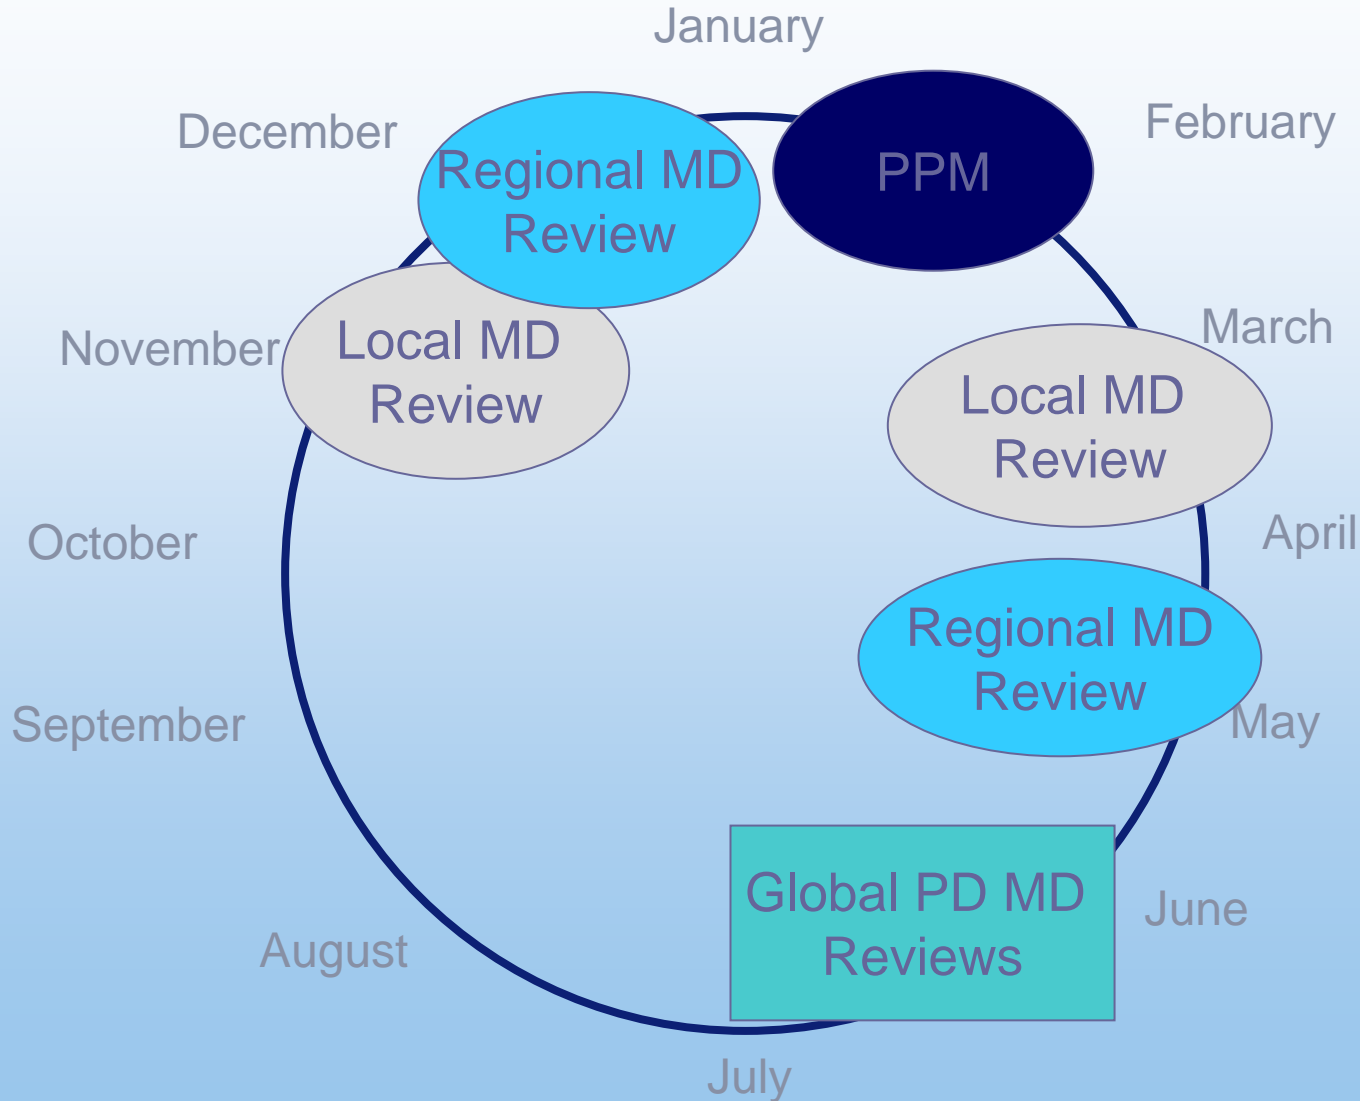 January
December
February
Regional MD
Review
PPM
November
Local MD
Review
March
Local MD
Review
October
April
Regional MD
Review
September
May
Global PD MD
Reviews
June
August
July